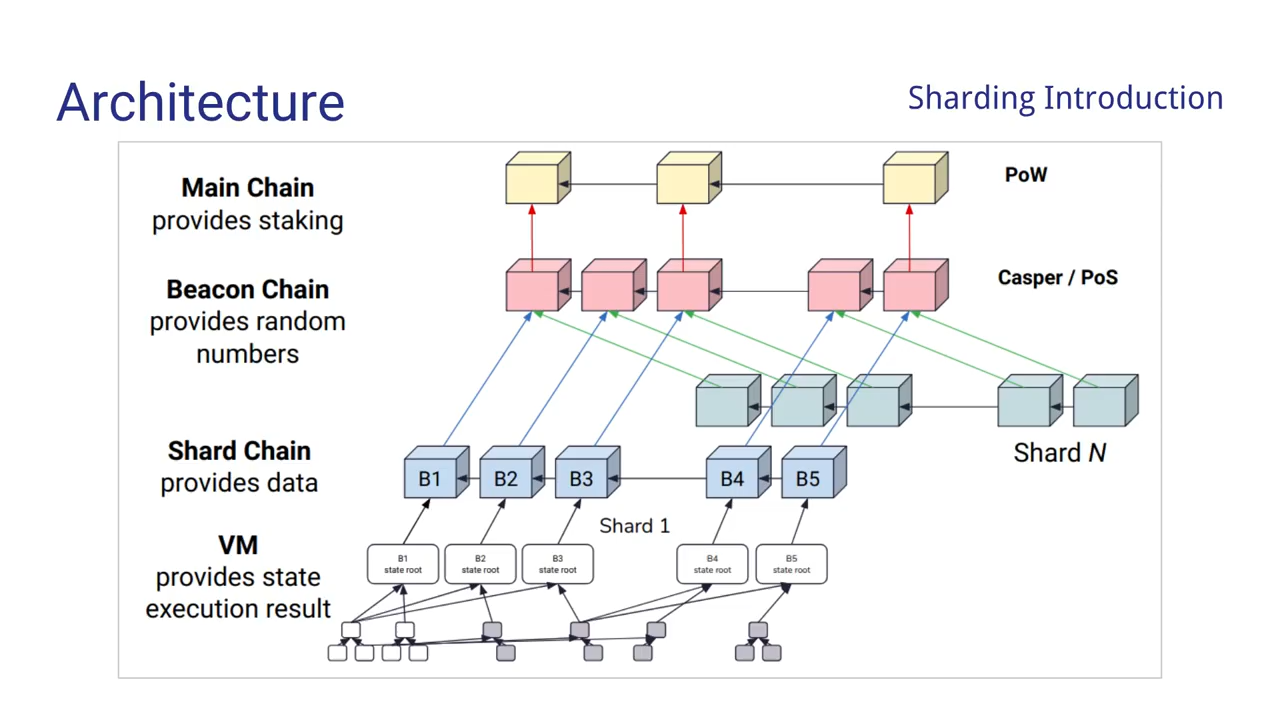 Architecture
Sharding Introduction
Main Chain
provides staking
PoW
Beacon Chain
provides random
numbers
Casper / PoS
Shard N
Shard Chain
provides data
B1
B2
B3
B4
B5
Shard 1
VM
provides state
execution result
B1
state root
B2
state root
B3
state root
B4
state root
B5
state root